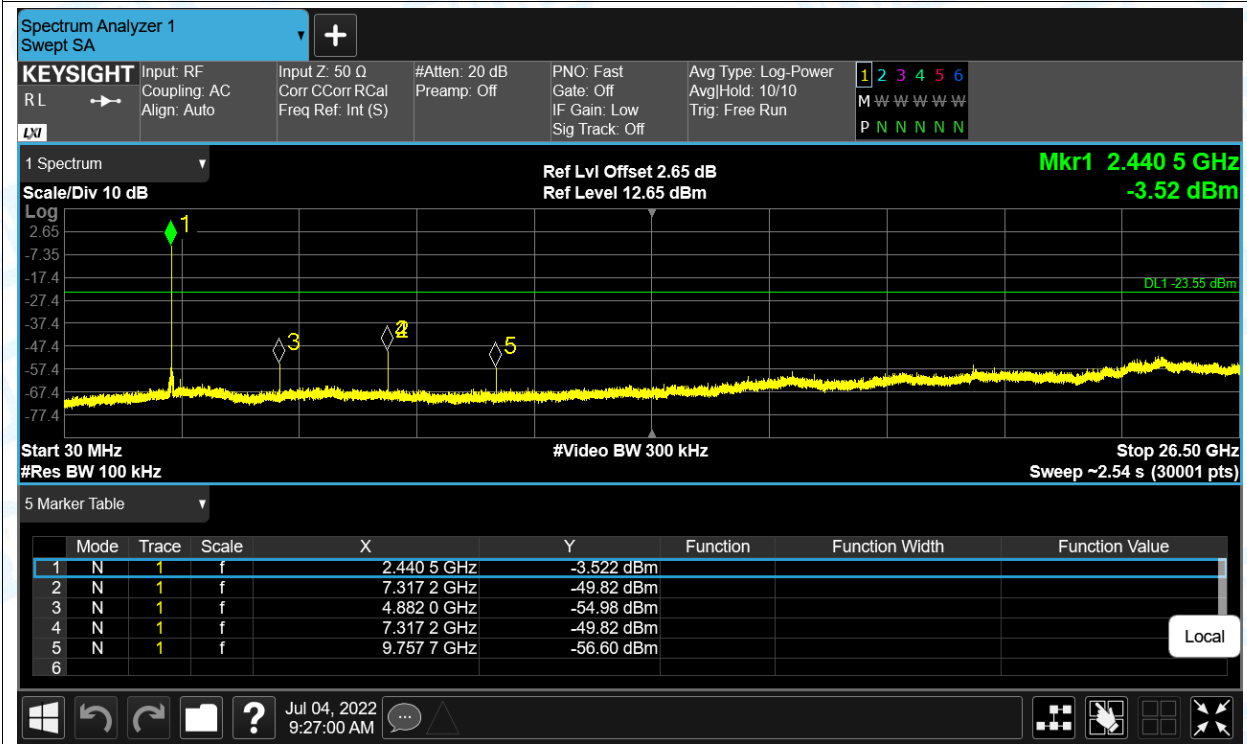 Spectrum Analyzer 1
Swept SA
KEYSIGHT
R L
LXI
Input: RF
Coupling: AC
Align: Auto
Input Z: 50 Ω
Corr CCorr RCal
Freq Ref: Int (S)
#Atten: 20 dB
Preamp: Off
PNO: Fast
Gate: Off
IF Gain: Low
Sig Track: Off
Avg Type: Log-Power
Avg|Hold: 10/10
Trig: Free Run
1 2 3 4 5 6
M W W W W W
P N N N N N
1 Spectrum
Scale/Div 10 dB
Ref Lvl Offset 2.65 dB
Ref Level 12.65 dBm
Mkr1 2.440 5 GHz
-3.52 dBm
Log
2.65
-7.35
-17.4
-27.4
-37.4
-47.4
-57.4
-67.4
-77.4
1
DL1 -23.55 dBm
3
5
Start 30 MHz
#Video BW 300 kHz
Stop 26.50 GHz
#Res BW 100 kHz
Sweep ~2.54 s (30001 pts)
5 Marker Table
Mode Trace Scale X Y Function Function Width Function Value
1 N 1 f 2.440 5 GHz -3.522 dBm
2 N 1 f 7.317 2 GHz -49.82 dBm
3 N 1 f 4.882 0 GHz -54.98 dBm
4 N 1 f 7.317 2 GHz -49.82 dBm
5 N 1 f 9.757 7 GHz -56.60 dBm
6
Local
?
Jul 04, 2022
9:27:00 AM